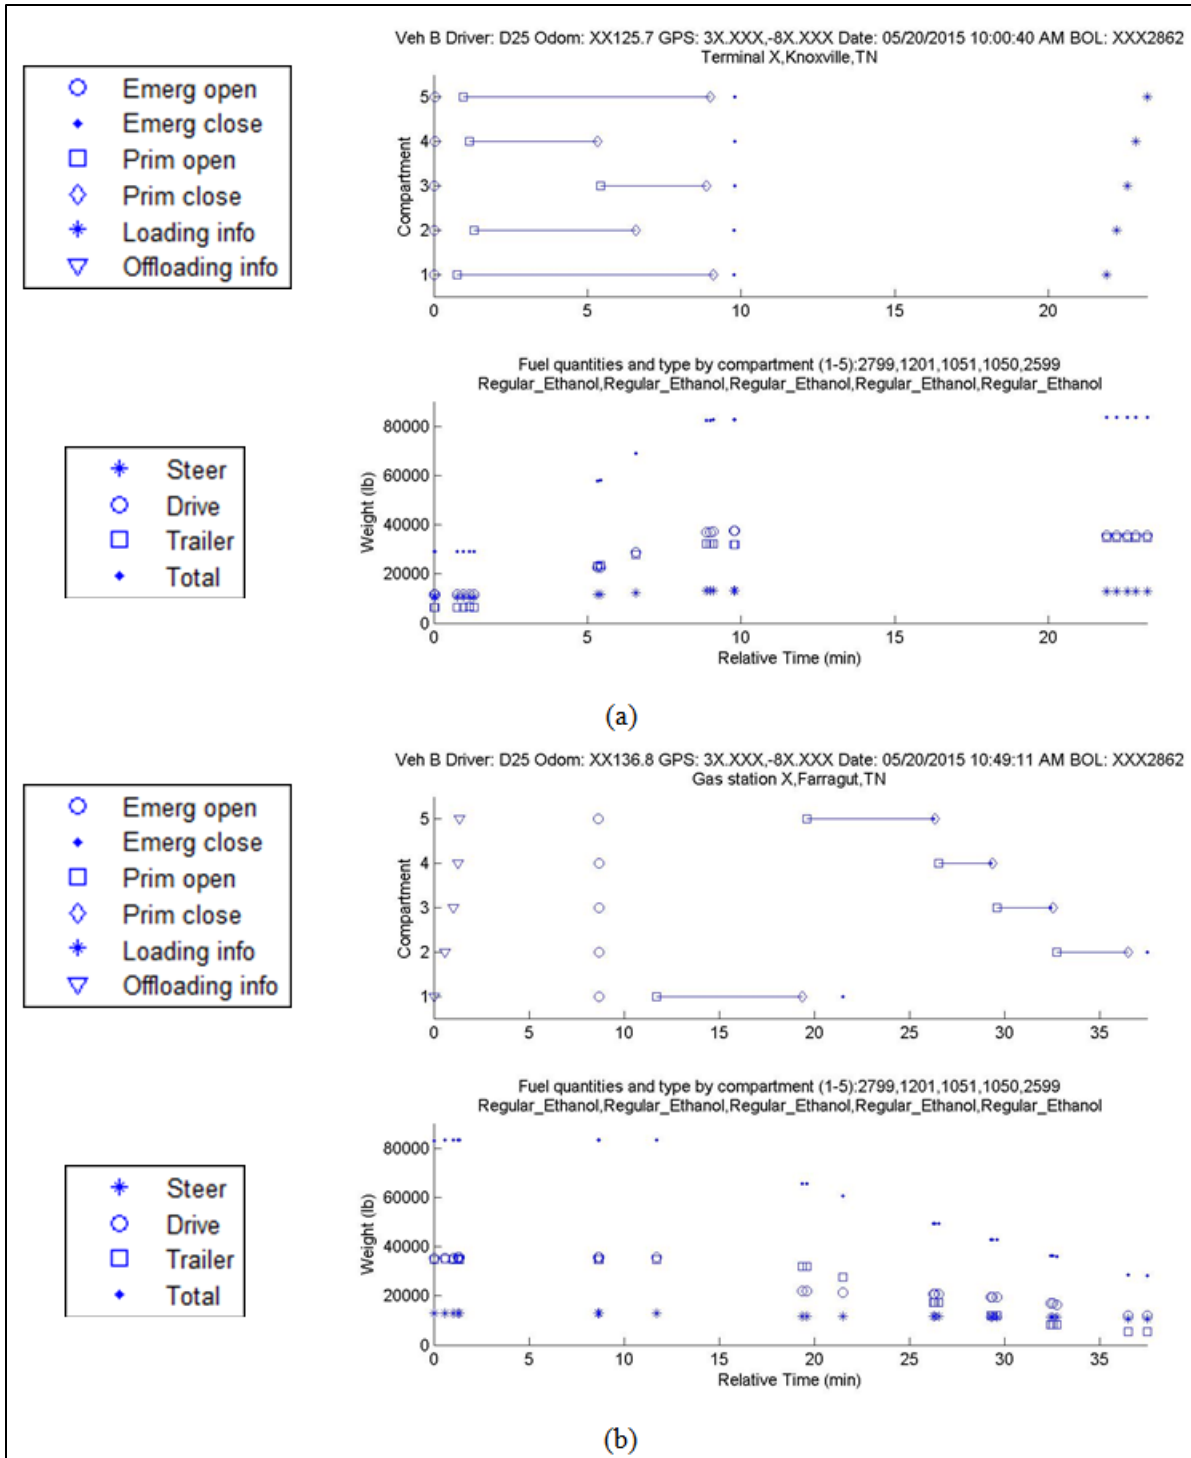 Veh B Driver: D25 Odom: XX125.7 GPS: 3X.XXX,-8X.XXX Date: 05/20/2015 10:00:40 AM BOL: XXX2862
Terminal X,Knoxville,TN
Emerg open
Emerg close
Prim open
Prim close
Loading info
Offloading info
Compartment
5
4
3
2
1
0 5 10 15 20
Fuel quantities and type by compartment (1-5):2799,1201,1051,1050,2599
Regular_Ethanol,Regular_Ethanol,Regular_Ethanol,Regular_Ethanol,Regular_Ethanol
Steer
Drive
Trailer
Total
Weight (lb)
80000
60000
40000
20000
0
0 5 10 15 20
Relative Time (min)
(a)
Veh B Driver: D25 Odom: XX136.8 GPS: 3X.XXX,-8X.XXX Date: 05/20/2015 10:49:11 AM BOL: XXX2862
Gas station X,Farragut,TN
Emerg open
Emerg close
Prim open
Prim close
Loading info
Offloading info
Compartment
5
4
3
2
1
0 5 10 15 20 25 30 35
Fuel quantities and type by compartment (1-5):2799,1201,1051,1050,2599
Regular_Ethanol,Regular_Ethanol,Regular_Ethanol,Regular_Ethanol,Regular_Ethanol
Steer
Drive
Trailer
Total
Weight (lb)
80000
60000
40000
20000
0
0 5 10 15 20 25 30 35
Relative Time (min)
(b)